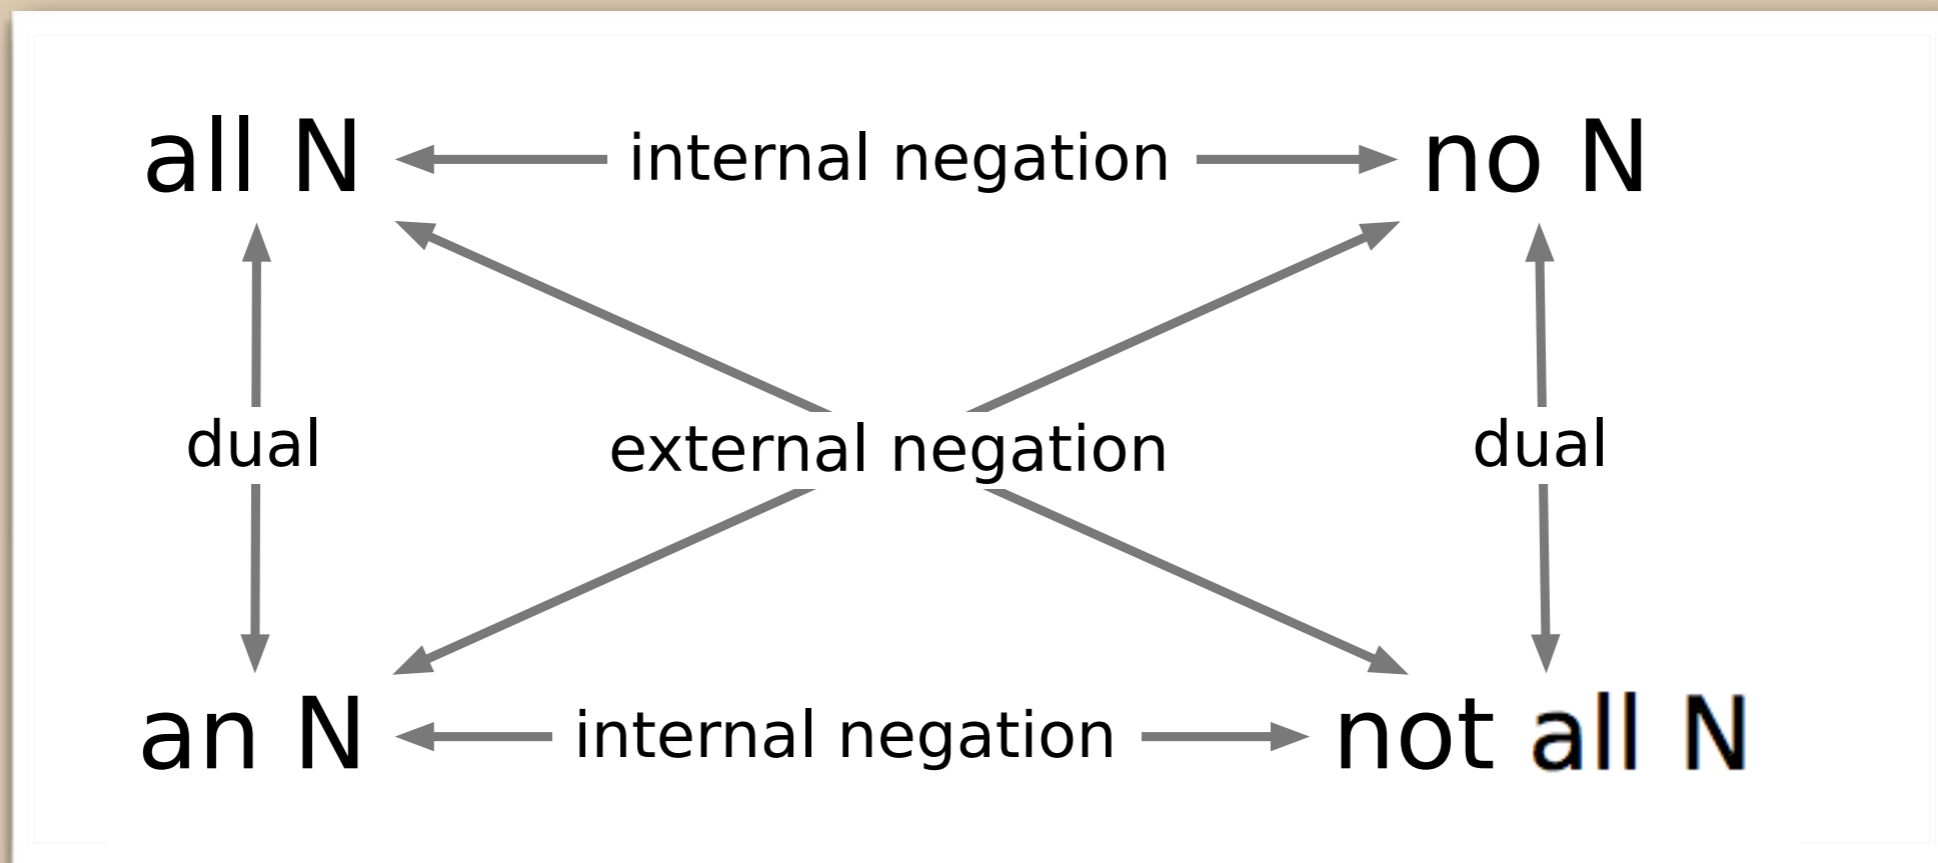 all N internal negation no N
dual external negation dual
an N internal negation not all N